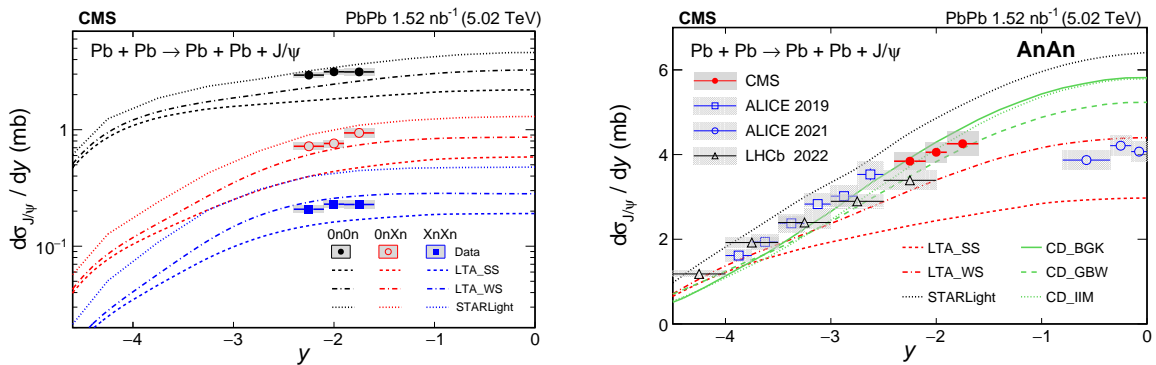 CMS PbPb 1.52 nb⁻¹ (5.02 TeV)
Pb + Pb → Pb + Pb + J/ψ
dσ_J/ψ / dy (mb)
1
10⁻¹
0n0n 0nXn XnXn
Data
LTA_SS
LTA_WS
STARLight
−4 −3 −2 −1 0
y
CMS PbPb 1.52 nb⁻¹ (5.02 TeV)
Pb + Pb → Pb + Pb + J/ψ AnAn
CMS
ALICE 2019
ALICE 2021
LHCb 2022
dσ_J/ψ / dy (mb)
6
4
2
0
LTA_SS CD_BGK
LTA_WS CD_GBW
STARLight CD_IIM
−4 −3 −2 −1 0
y